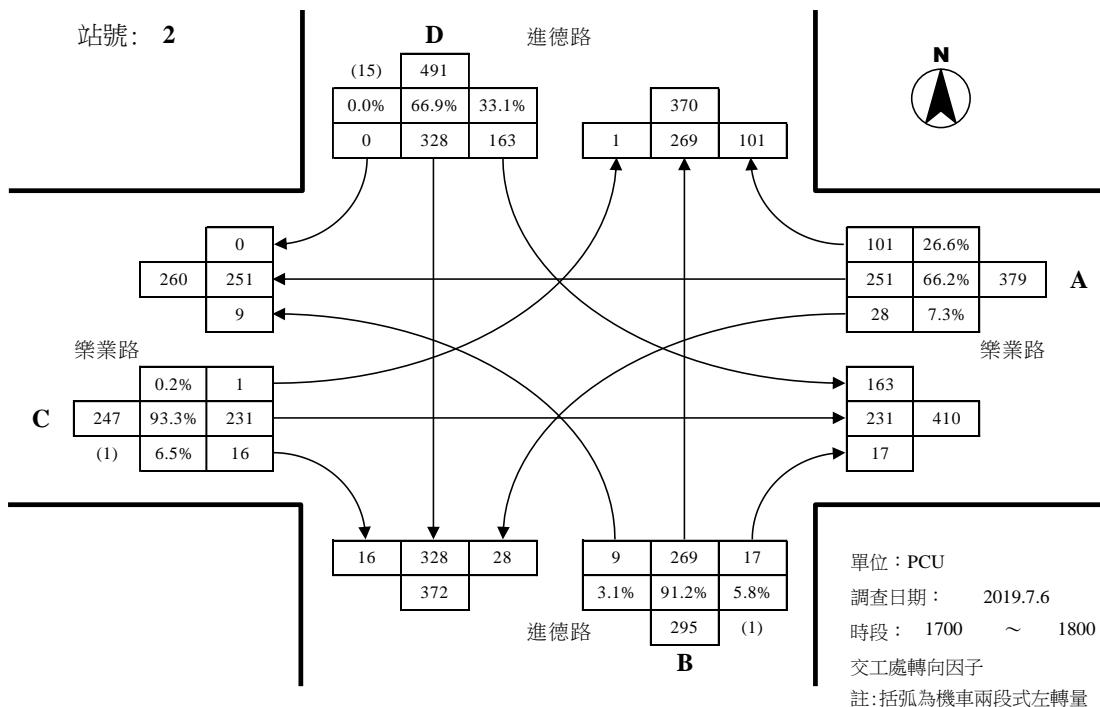 站號: 2
D 進德路
N
(15) 491
0.0% 66.9% 33.1%
0 328 163
370
1 269 101
0
260 251
9
101 26.6%
251 66.2% 379
28 7.3%
A
樂業路
樂業路
C
0.2% 1
247 93.3% 231
(1) 6.5% 16
163
231 410
17
16 328 28
372
9 269 17
3.1% 91.2% 5.8%
295 (1)
進德路
B
單位：PCU
調查日期： 2019.7.6
時段： 1700 ～ 1800
交工處轉向因子
註:括弧為機車兩段式左轉量